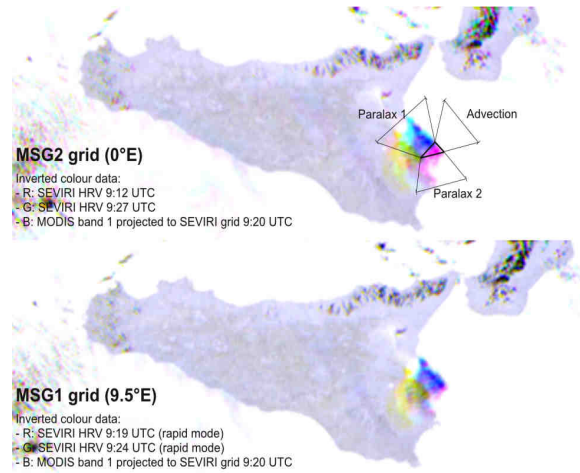 Paralax 1
Advection
MSG2 grid (0°E)
Inverted colour data:
- R: SEVIRI HRV 9:12 UTC
- G: SEVIRI HRV 9:27 UTC
- B: MODIS band 1 projected to SEVIRI grid 9:20 UTC
Paralax 2
MSG1 grid (9.5°E)
Inverted colour data:
- R: SEVIRI HRV 9:19 UTC (rapid mode)
- G: SEVIRI HRV 9:24 UTC (rapid mode)
- B: MODIS band 1 projected to SEVIRI grid 9:20 UTC